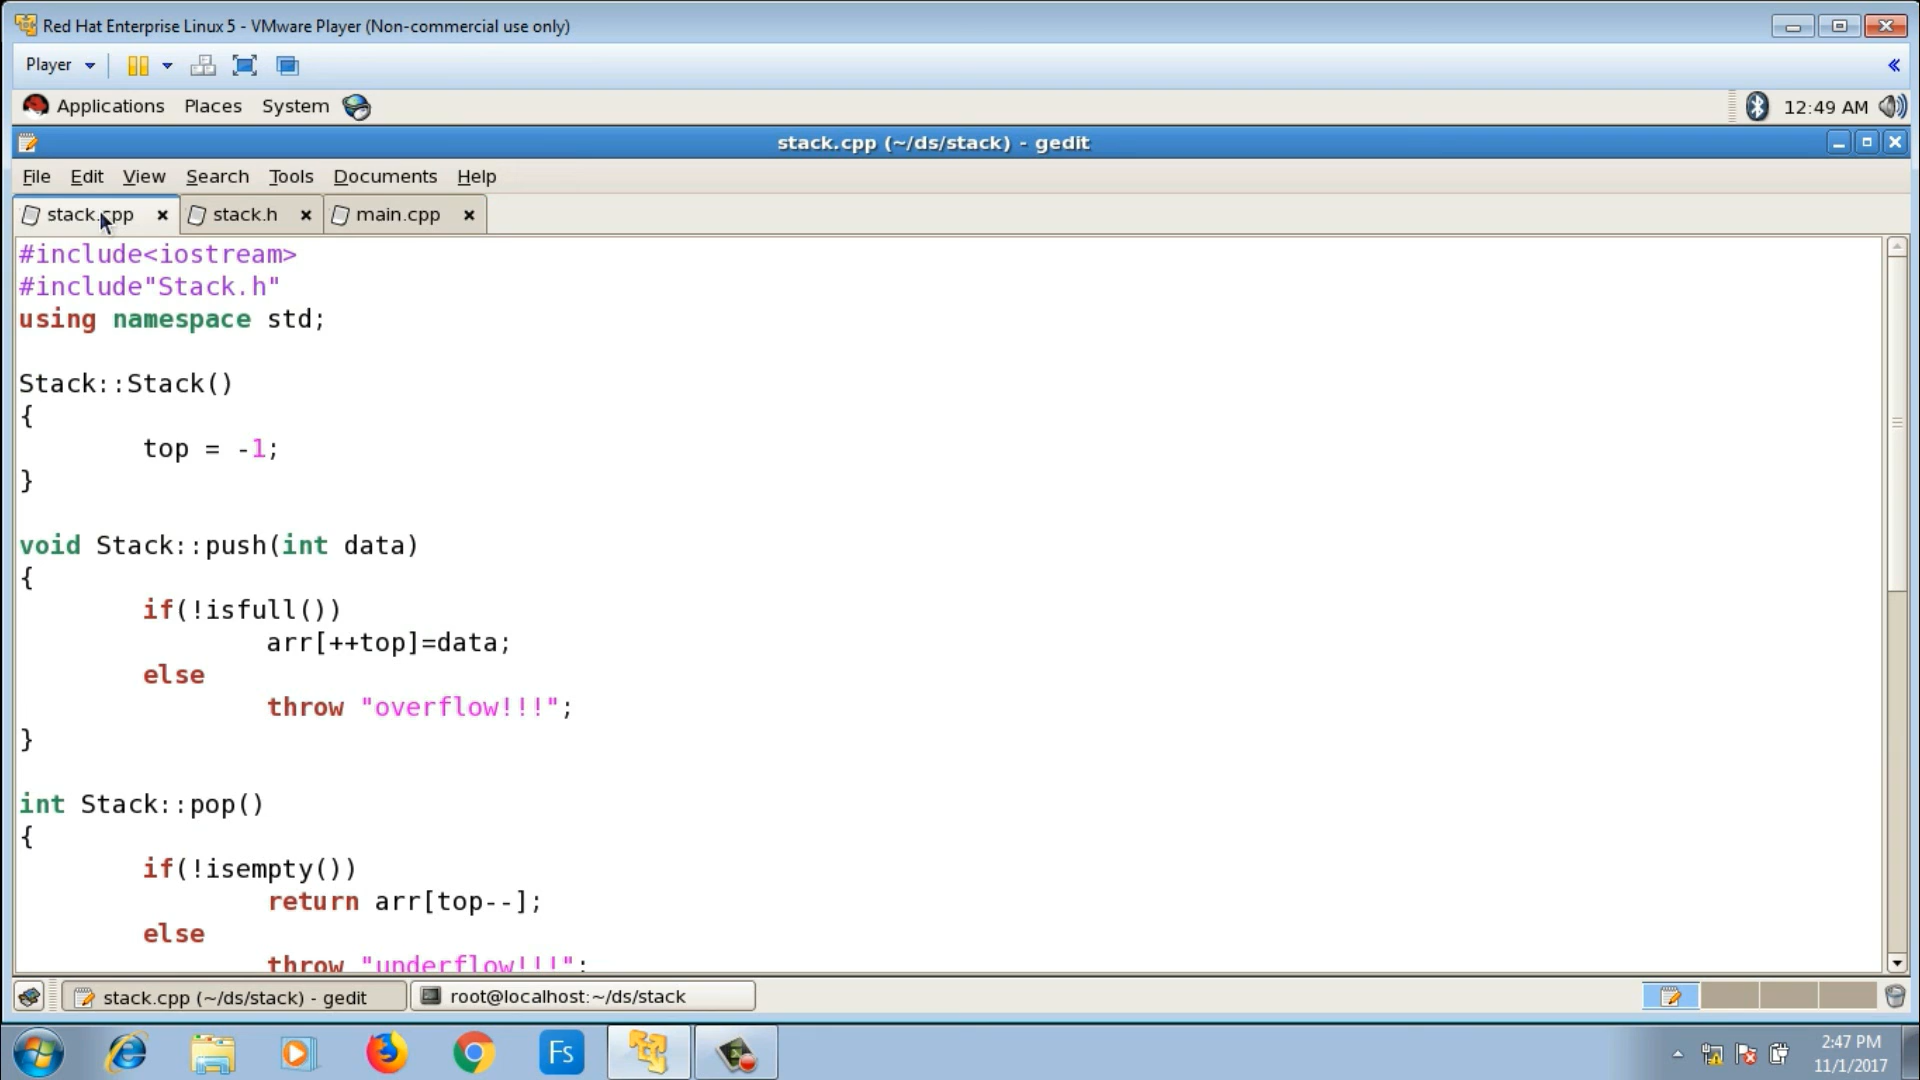 Red Hat Enterprise Linux 5 - VMware Player (Non-commercial use only)
Player
Applications Places System 12:49 AM
stack.cpp (~/ds/stack) - gedit
File Edit View Search Tools Documents Help
stack.cpp stack.h main.cpp
#include<iostream>
#include"Stack.h"
using namespace std;
Stack::Stack()
{
top = -1;
}
void Stack::push(int data)
{
if(!isfull())
arr[++top]=data;
else
throw "overflow!!!";
}
int Stack::pop()
{
if(!isempty())
return arr[top--];
else
throw "underflow!!!";
stack.cpp (~/ds/stack) - gedit root@localhost:~/ds/stack
Fs
2:47 PM
11/1/2017